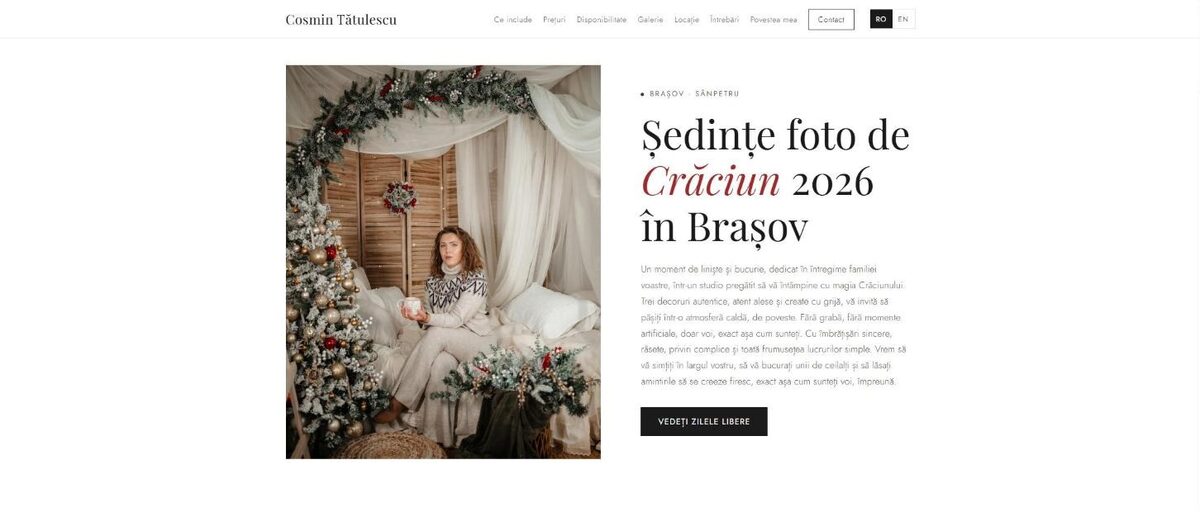 Cosmin Tătulescu
Ce include Prețuri Disponibilitate Galerie Locație Întrebări Povestea mea Contact RO EN
BRAȘOV · SÂNPETRU
Ședințe foto de
Crăciun 2026
în Brașov
Un moment de liniște și bucurie, dedicat în întregime familiei
voastre, într-un studio pregătit să vă întâmpine cu magia Crăciunului.
Trei decoruri autentice, atent alese și create cu grijă, vă invită să
pășiți într-o atmosferă caldă, de poveste. Fără grabă, fără momente
artificiale, doar voi, exact așa cum sunteți. Cu îmbrățișări sincere,
râsete, priviri complice și toată frumusețea lucrurilor simple. Vrem să
vă simțiți în largul vostru, să vă bucurați unii de ceilalți și să lăsați
amintirile să se creeze firesc, exact așa cum sunteți voi, împreună.
VEDEȚI ZILELE LIBERE